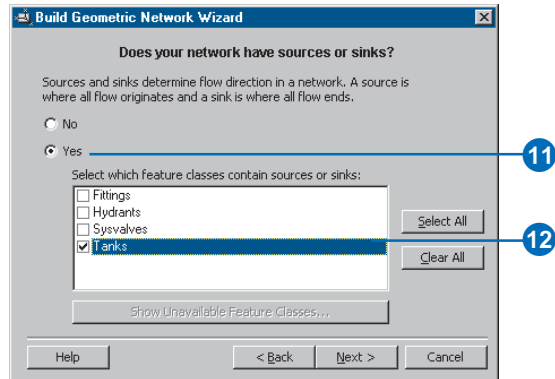 Build Geometric Network Wizard
Does your network have sources or sinks?
Sources and sinks determine flow direction in a network. A source is
where all flow originates and a sink is where all flow ends.
No
Yes
11
Select which feature classes contain sources or sinks:
Fittings
Hydrants
Sysvalves
Tanks
Select All
12
Clear All
Show Unavailable Feature Classes...
Help
< Back
Next >
Cancel